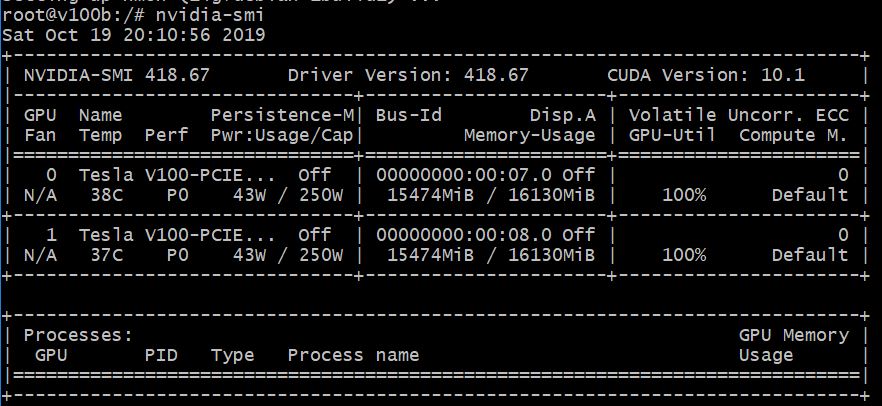 root@v100b:/# nvidia-smi
Sat Oct 19 20:10:56 2019
+-----------------------------------------------------------------------------+
| NVIDIA-SMI 418.67       Driver Version: 418.67       CUDA Version: 10.1     |
|-------------------------------+----------------------+----------------------+
| GPU  Name        Persistence-M| Bus-Id        Disp.A | Volatile Uncorr. ECC |
| Fan  Temp  Perf  Pwr:Usage/Cap|         Memory-Usage | GPU-Util  Compute M. |
|===============================+======================+======================|
|   0  Tesla V100-PCIE...  Off  | 00000000:00:07.0 Off |                    0 |
| N/A   38C    P0    43W / 250W |  15474MiB / 16130MiB |    100%      Default |
+-------------------------------+----------------------+----------------------+
|   1  Tesla V100-PCIE...  Off  | 00000000:00:08.0 Off |                    0 |
| N/A   37C    P0    43W / 250W |  15474MiB / 16130MiB |    100%      Default |
+-------------------------------+----------------------+----------------------+

+-----------------------------------------------------------------------------+
| Processes:                                                       GPU Memory |
|  GPU       PID   Type   Process name                             Usage      |
|=============================================================================|
+-----------------------------------------------------------------------------+